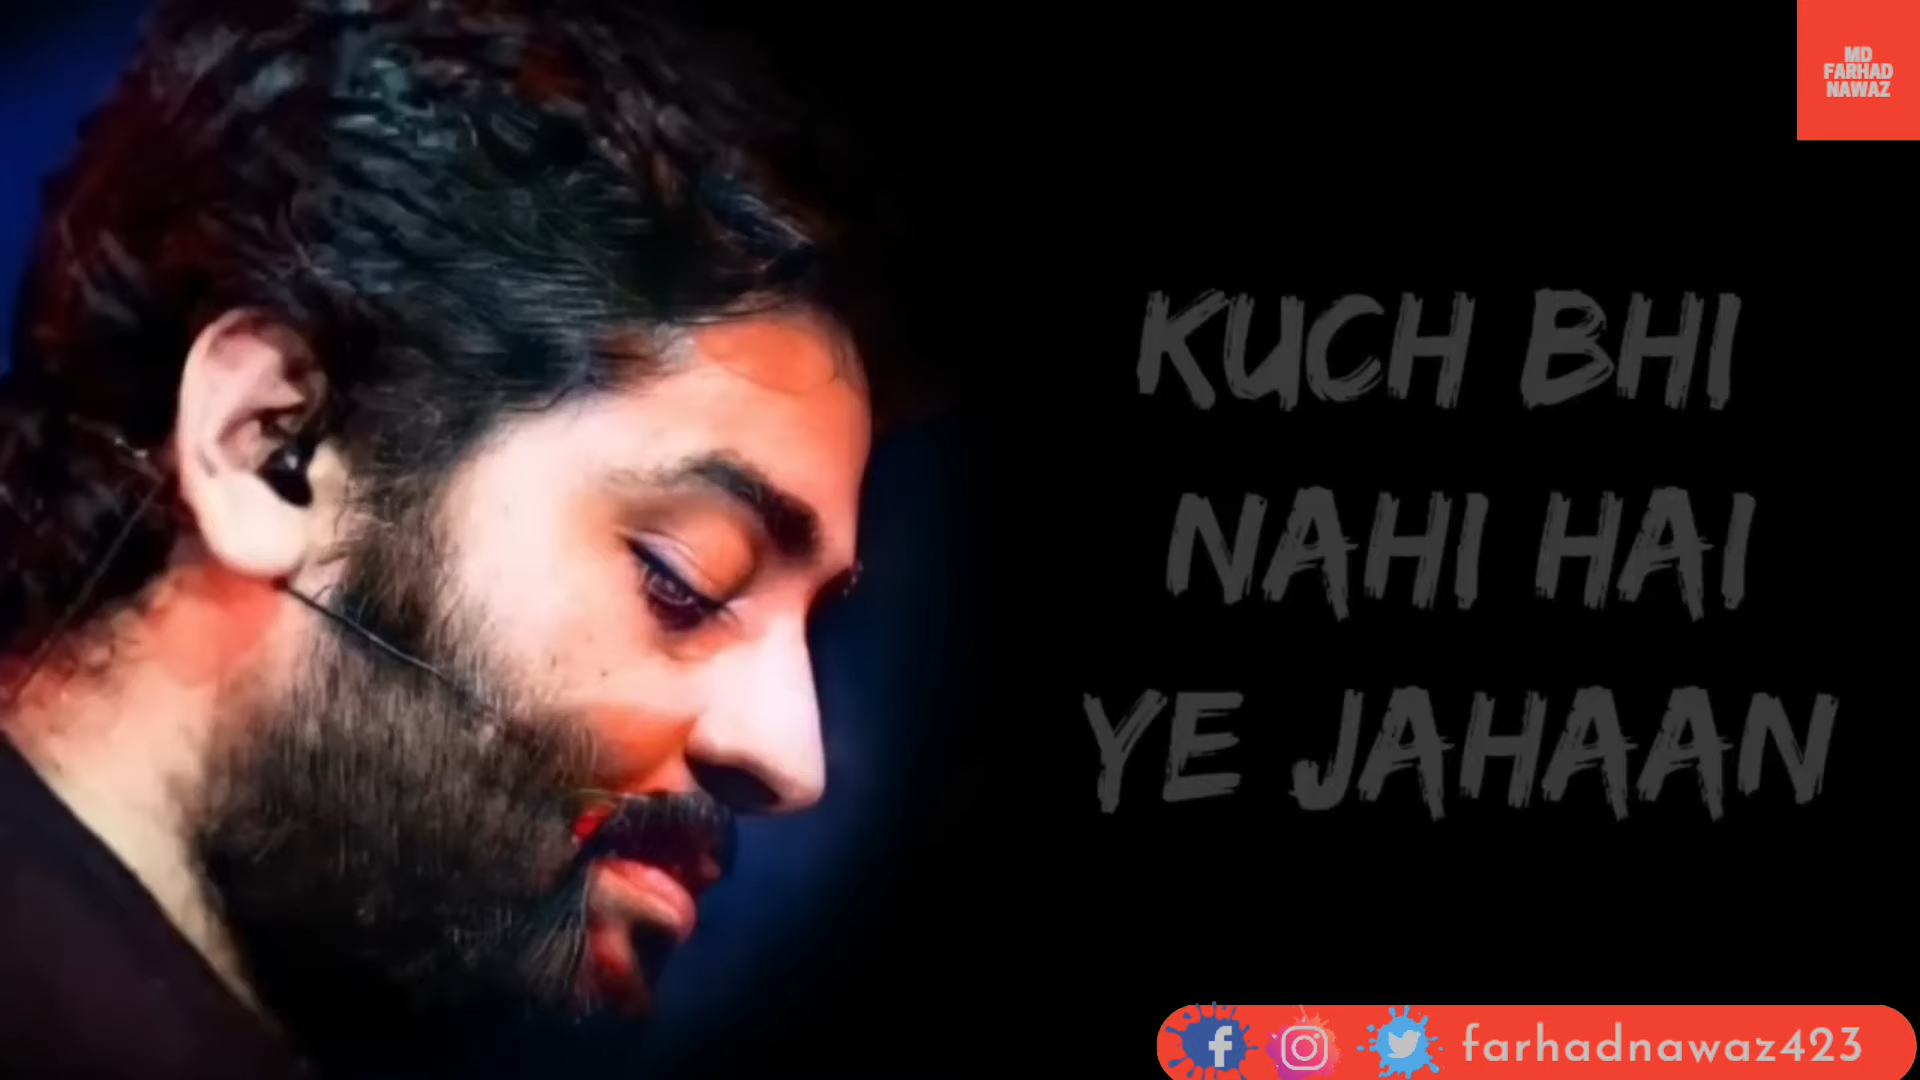 MD
FARHAD
NAWAZ
KUCH BHI
NAHI HAI
YE JAHAAN
farhadnawaz423